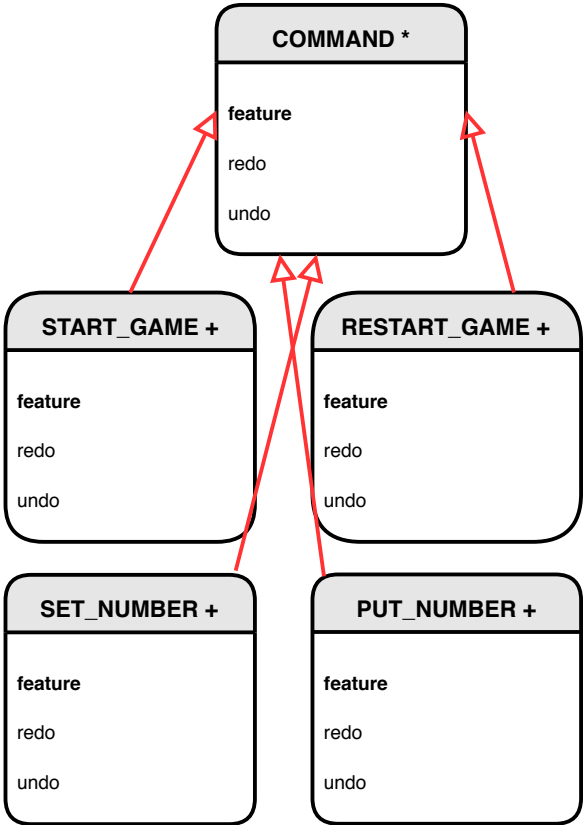 COMMAND *
feature
redo
undo
START_GAME +
feature
redo
undo
RESTART_GAME +
feature
redo
undo
SET_NUMBER +
feature
redo
undo
PUT_NUMBER +
feature
redo
undo